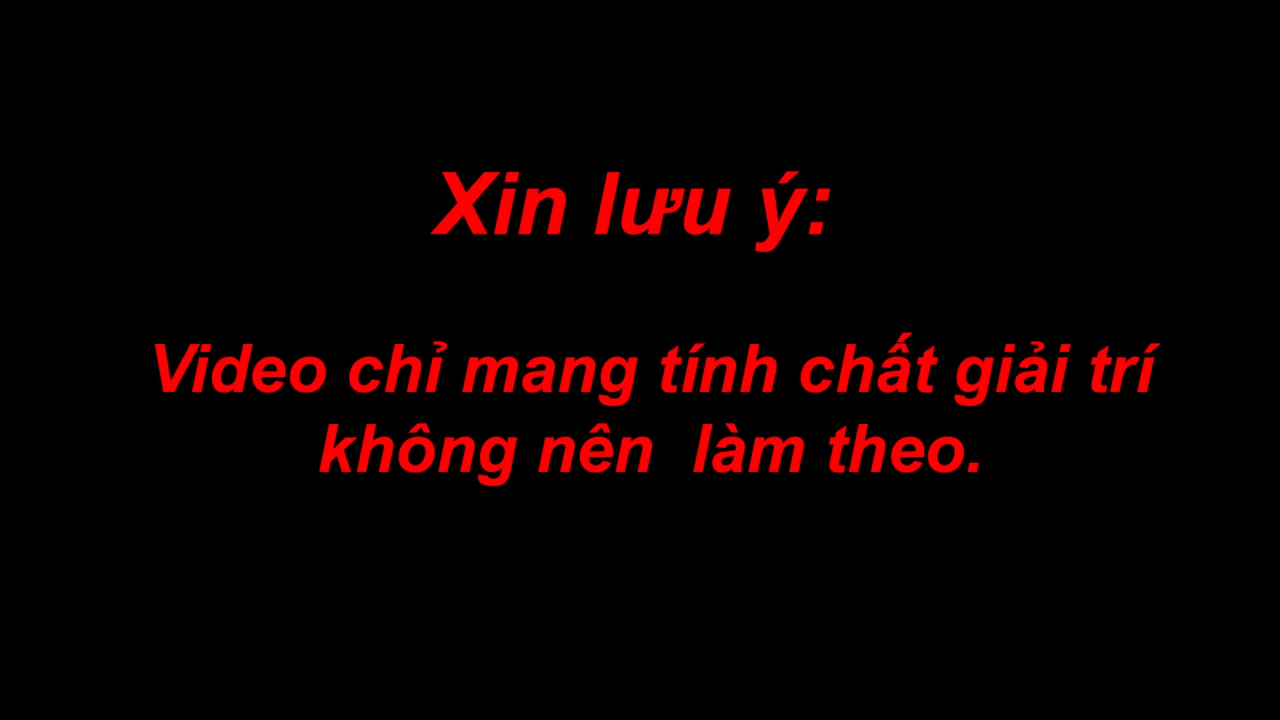 Xin lưu ý:
Video chỉ mang tính chất giải trí
không nên  làm theo.